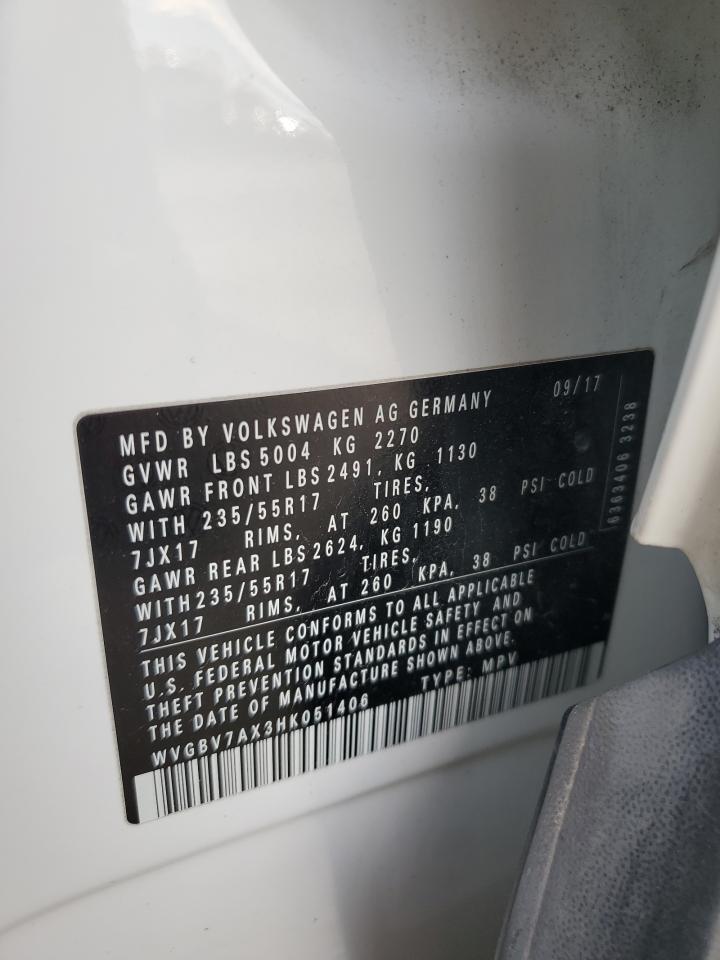 MFD BY VOLKSWAGEN AG GERMANY 09/17
GVWR LBS 5004 KG 2270
GAWR FRONT LBS 2491, KG 1130
WITH 235/55R17 TIRES,
7JX17 RIMS, AT 260 KPA, 38 PSI COLD
GAWR REAR LBS 2624, KG 1190
WITH 235/55R17 TIRES,
7JX17 RIMS, AT 260 KPA, 38 PSI COLD
THIS VEHICLE CONFORMS TO ALL APPLICABLE
U.S. FEDERAL MOTOR VEHICLE SAFETY AND
THEFT PREVENTION STANDARDS IN EFFECT ON
THE DATE OF MANUFACTURE SHOWN ABOVE.
WVGBV7AX3HK051406 TYPE: MPV
6363406 3238